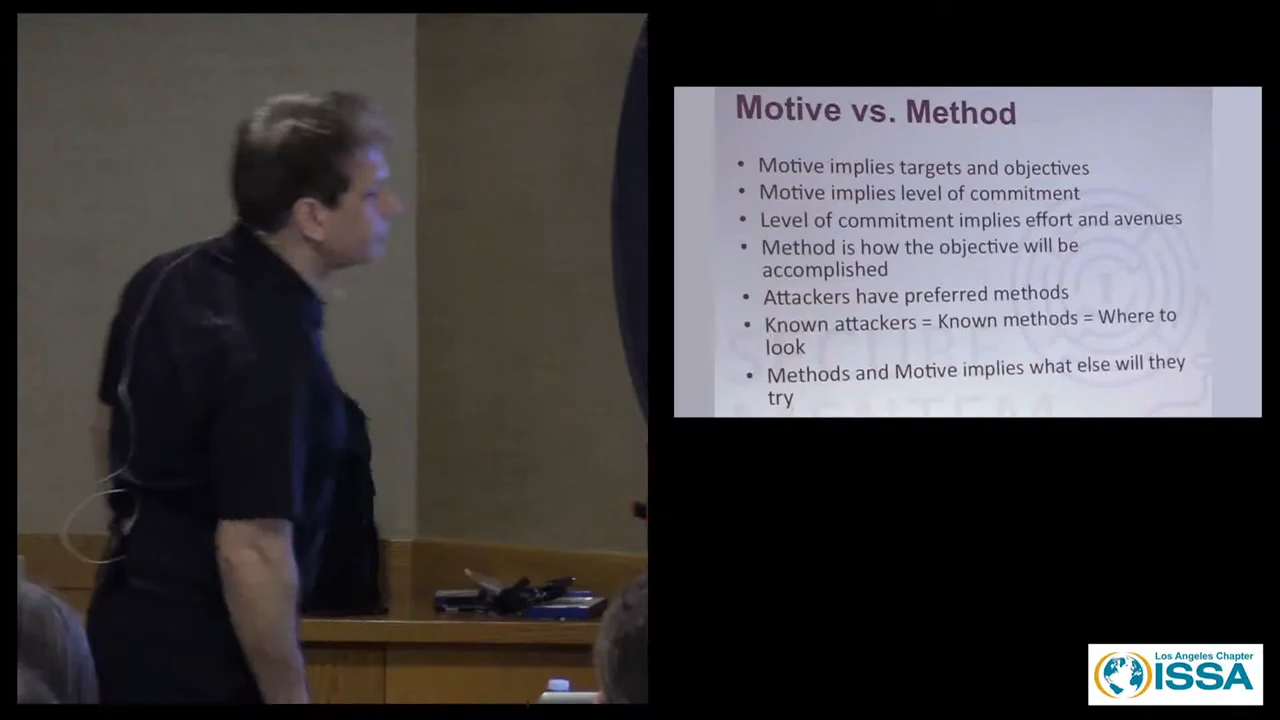 Motive vs. Method
• Motive implies targets and objectives
• Motive implies level of commitment
• Level of commitment implies effort and avenues
• Method is how the objective will be
accomplished
• Attackers have preferred methods
• Known attackers = Known methods = Where to
look
• Methods and Motive implies what else will they
try
SECURE
MENTEM
Los Angeles Chapter
ISSA